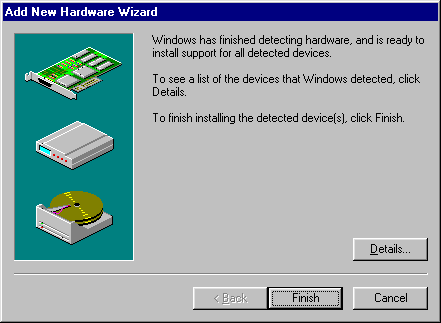 Add New Hardware Wizard
Windows has finished detecting hardware, and is ready to
install support for all detected devices.
To see a list of the devices that Windows detected, click
Details.
To finish installing the detected device(s), click Finish.
Details...
< Back
Finish
Cancel